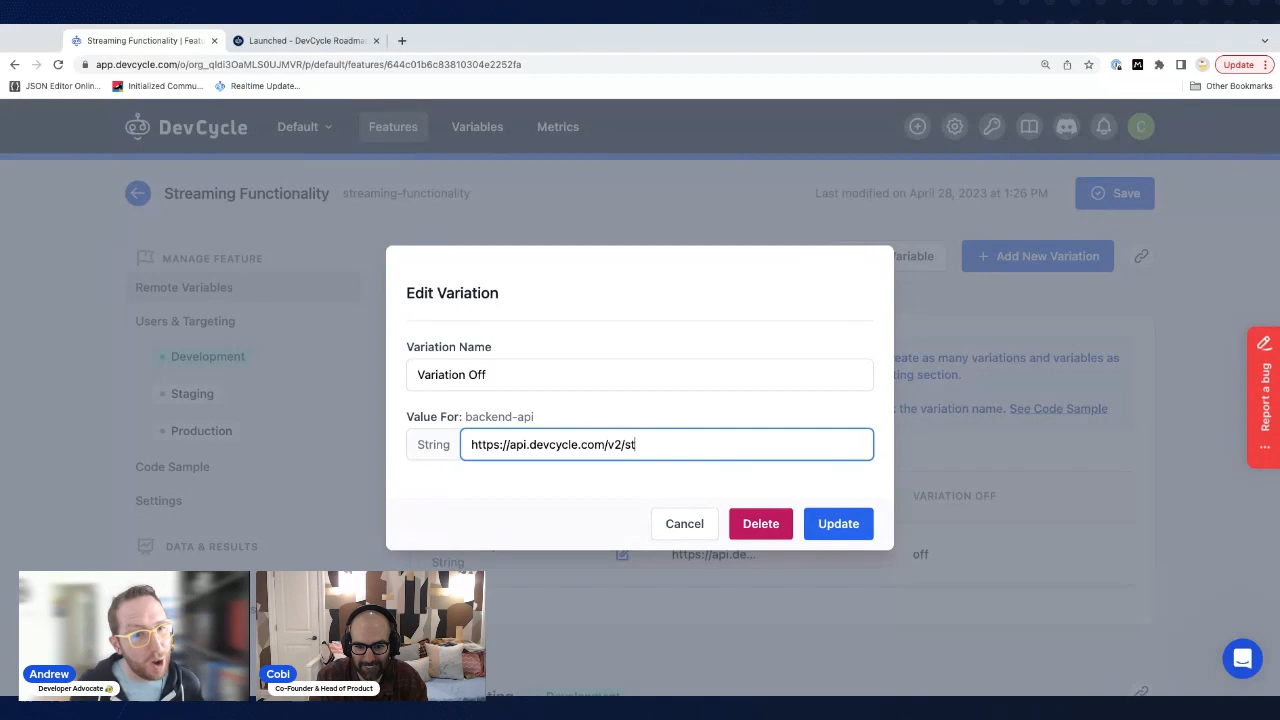 Streaming Functionality | Featu
Launched - DevCycle Roadma
app.devcycle.com/o/org_qIdi3OaMLS0UJMVR/p/default/features/644c01b6c83810304e2252fa
Update
JSON Editor Onlin...
Initialized Commu...
Realtime Update...
Other Bookmarks
DevCycle
Default
Features
Variables
Metrics
C
Streaming Functionality
streaming-functionality
Last modified on April 28, 2023 at 1:26 PM
Save
MANAGE FEATURE
Remote Variables
Users & Targeting
Development
Staging
Production
Code Sample
Settings
DATA & RESULTS
ariable
+ Add New Variation
eate as many variations and variables as
ing section.
k the variation name. See Code Sample
VARIATION OFF
String
https://api.de...
off
Edit Variation
Variation Name
Variation Off
Value For: backend-api
String
https://api.devcycle.com/v2/st
Cancel
Delete
Update
Report a bug
Andrew
Developer Advocate
Cobi
Co-Founder & Head of Product
Development